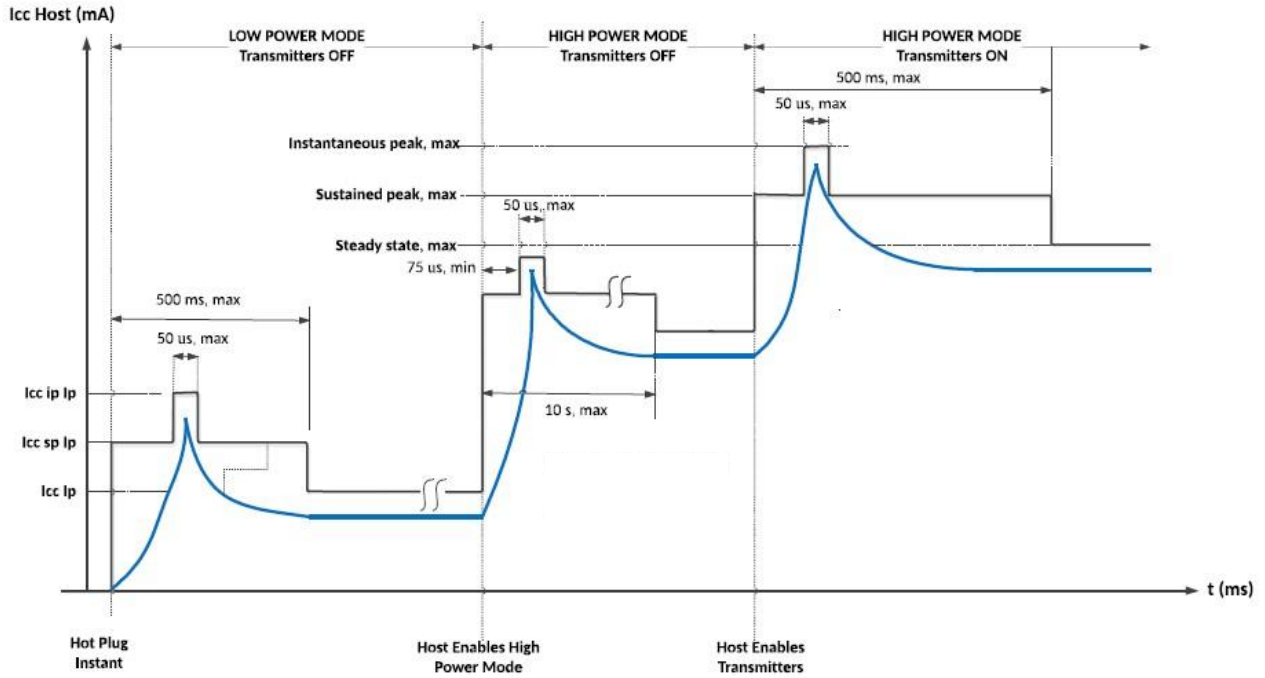 Icc Host (mA)
LOW POWER MODE
Transmitters OFF
HIGH POWER MODE
Transmitters OFF
HIGH POWER MODE
Transmitters ON
500 ms, max
50 us, max
Instantaneous peak, max
Sustained peak, max
50 us, max
Steady state, max
75 us, min
500 ms, max
50 us, max
Icc ip lp
10 s, max
Icc sp lp
Icc lp
t (ms)
Hot Plug
Instant
Host Enables High
Power Mode
Host Enables
Transmitters